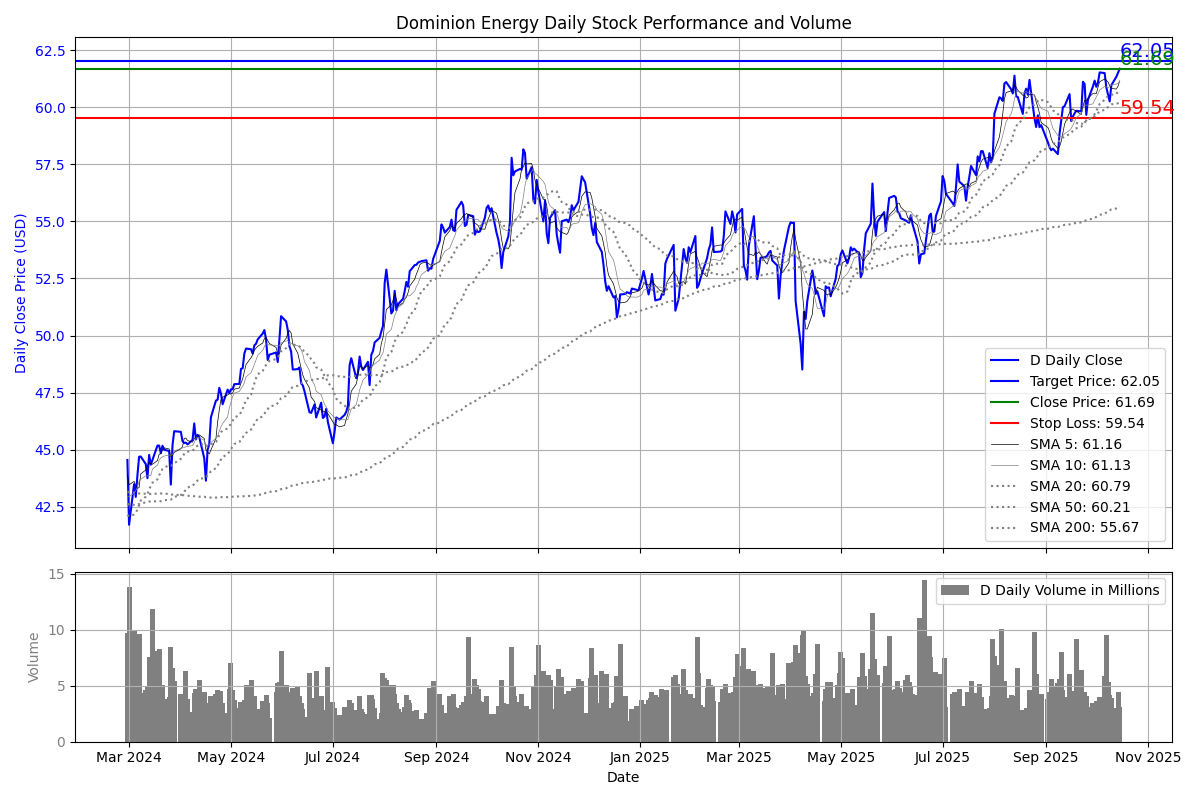 Dominion Energy Daily Stock Performance and Volume
62.5
60.0
57.5
55.0
52.5
50.0
47.5
45.0
42.5
Daily Close Price (USD)
62.05
61.69
59.54
D Daily Close
Target Price: 62.05
Close Price: 61.69
Stop Loss: 59.54
SMA 5: 61.16
SMA 10: 61.13
SMA 20: 60.79
SMA 50: 60.21
SMA 200: 55.67
15
10
5
0
Volume
D Daily Volume in Millions
Mar 2024 May 2024 Jul 2024 Sep 2024 Nov 2024 Jan 2025 Mar 2025 May 2025 Jul 2025 Sep 2025 Nov 2025
Date